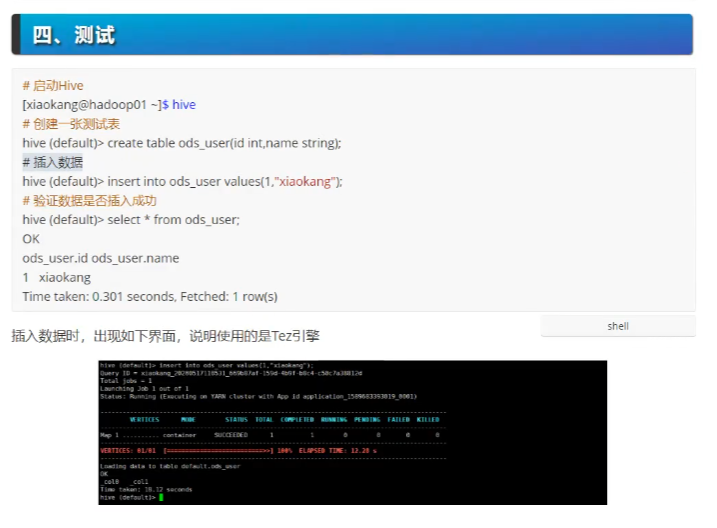 四、测试
# 启动Hive
[xiaokang@hadoop01 ~]$ hive
# 创建一张测试表
hive (default)> create table ods_user(id int,name string);
# 插入数据
hive (default)> insert into ods_user values(1,"xiaokang");
# 验证数据是否插入成功
hive (default)> select * from ods_user;
OK
ods_user.id ods_user.name
1 xiaokang
Time taken: 0.301 seconds, Fetched: 1 row(s)
shell
插入数据时，出现如下界面，说明使用的是Tez引擎
hive (default)> insert into ods_user values(1,"xiaokang");
Query ID =
Total jobs = 1
Launching Job 1 out of 1
Status: Running (Executing on YARN cluster with App id
VERTICES MODE STATUS TOTAL COMPLETED RUNNING PENDING FAILED KILLED
Map 1 .......... container SUCCEEDED 1 1 0 0 0 0
VERTICES: 01/01 [==========================>>] 100% ELAPSED TIME: 12.28 s
Loading data to table default.ods_user
OK
_col0 _col1
Time taken: seconds
hive (default)>